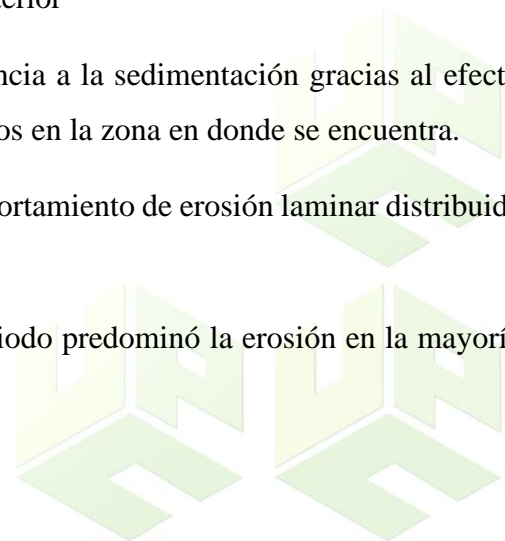 ncia a la sedimentación gracias al efect
os en la zona en donde se encuentra.
ortamiento de erosión laminar distribuid
iodo predominó la erosión en la mayorí